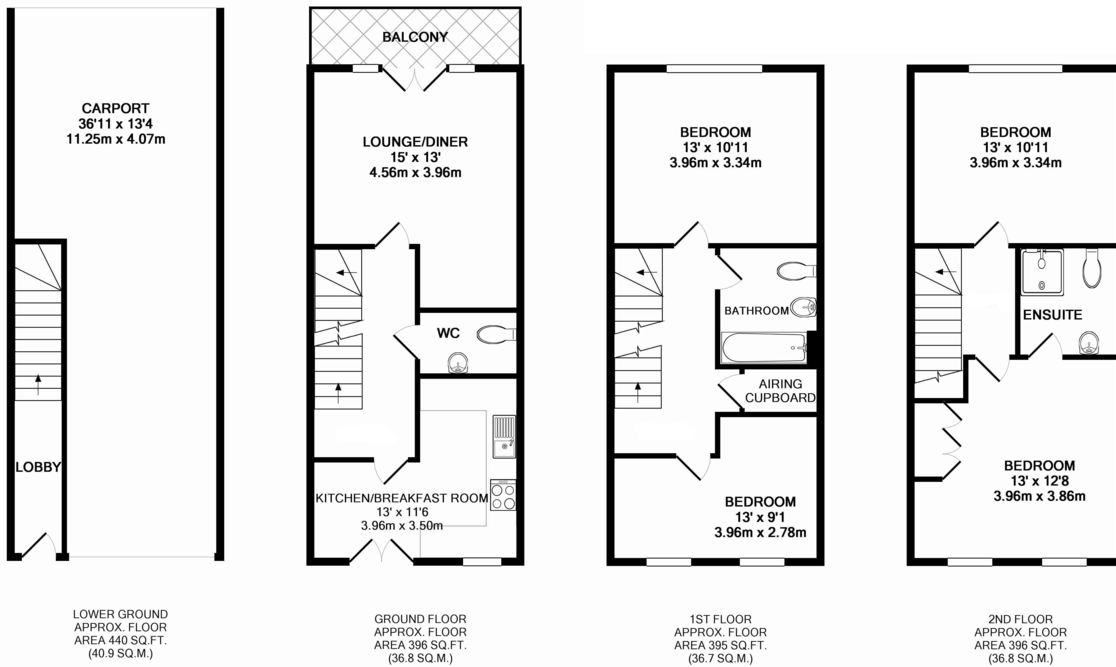 CARPORT
36'11 x 13'4
11.25m x 4.07m
LOBBY
LOWER GROUND
APPROX. FLOOR
AREA 440 SQ.FT.
(40.9 SQ.M.)
BALCONY
LOUNGE/DINER
15' x 13'
4.56m x 3.96m
WC
KITCHEN/BREAKFAST ROOM
13' x 11'6
3.96m x 3.50m
GROUND FLOOR
APPROX. FLOOR
AREA 396 SQ.FT.
(36.8 SQ.M.)
BEDROOM
13' x 10'11
3.96m x 3.34m
BATHROOM
AIRING
CUPBOARD
BEDROOM
13' x 9'1
3.96m x 2.78m
1ST FLOOR
APPROX. FLOOR
AREA 395 SQ.FT.
(36.7 SQ.M.)
BEDROOM
13' x 10'11
3.96m x 3.34m
ENSUITE
BEDROOM
13' x 12'8
3.96m x 3.86m
2ND FLOOR
APPROX. FLOOR
AREA 396 SQ.FT.
(36.8 SQ.M.)